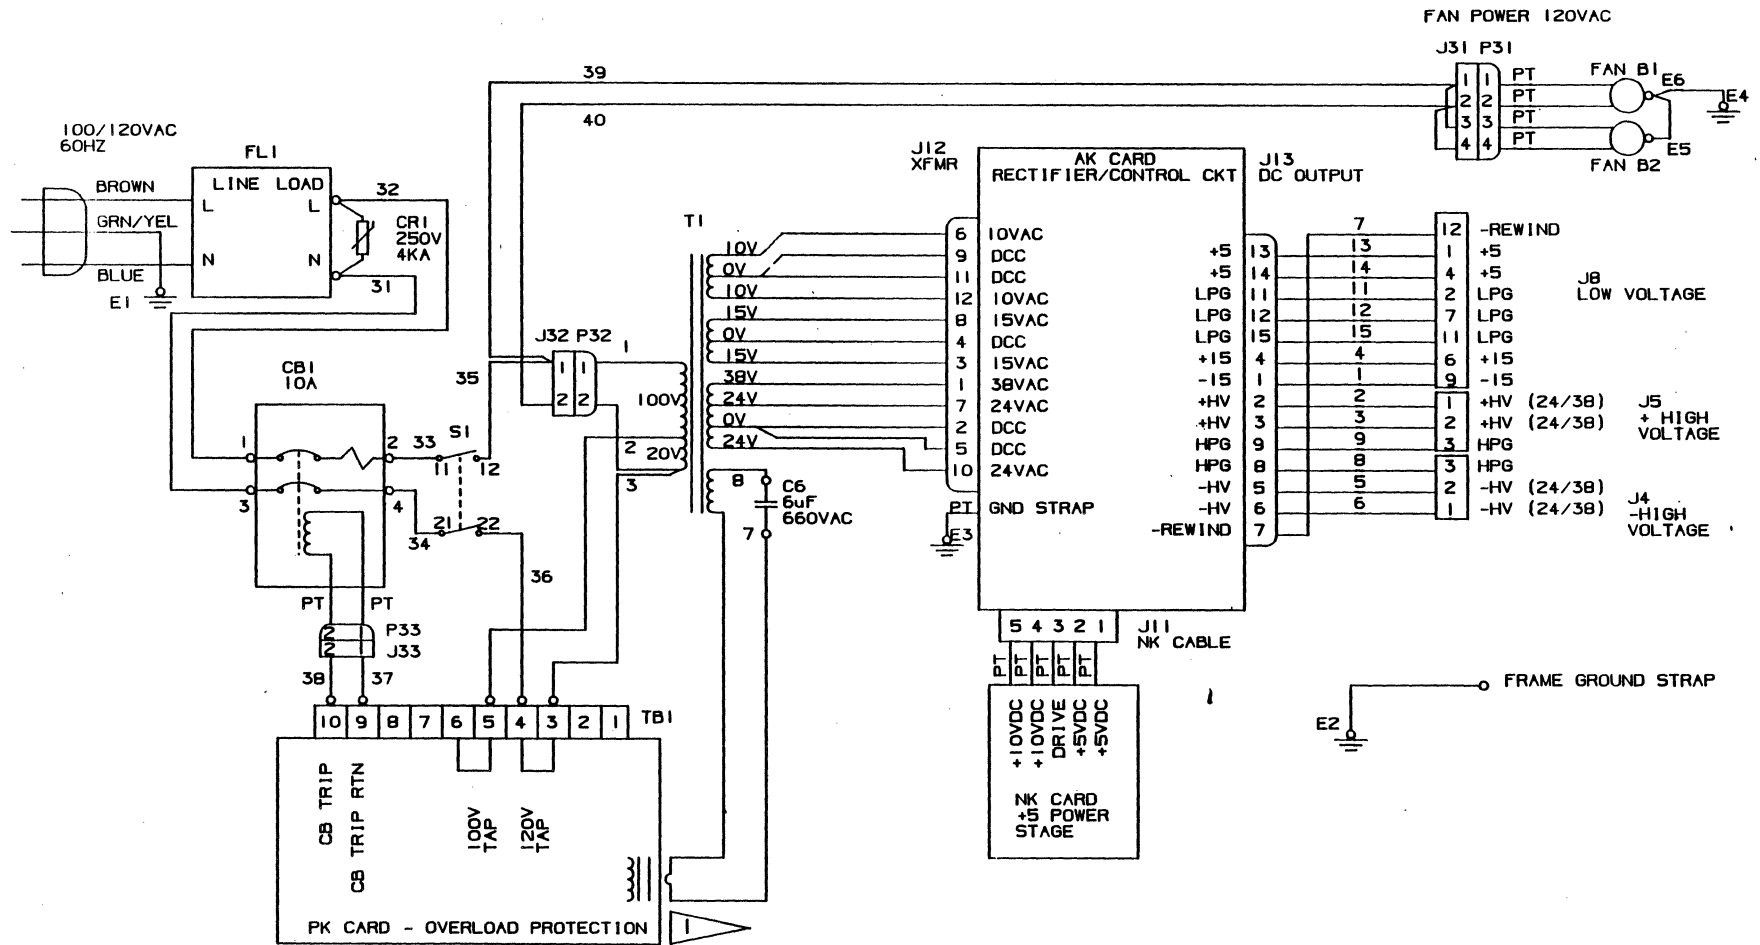 FAN POWER 120VAC
J31 P31
39
40
1 1 PT
2 2 PT
3 3 PT
4 4 PT
FAN B1
E6
E4
E5
FAN B2
100/120VAC
60HZ
FL1
BROWN
GRN/YEL
BLUE
E1
LINE LOAD
L L
N N
32
CR1
250V
4KA
31
CB1
10A
1
2
3
4
33
S1
11 12
35
21 22
34
36
J32 P32
1 1
2 2
1
2
3
T1
100V
20V
10V
0V
10V
15V
0V
15V
38V
24V
0V
24V
8
C6
6uF
660VAC
7
J12
XFMR
AK CARD
RECTIFIER/CONTROL CKT
J13
DC OUTPUT
6 10VAC
9 DCC
11 DCC
12 10VAC
8 15VAC
4 DCC
3 15VAC
1 38VAC
7 24VAC
2 DCC
5 DCC
10 24VAC
PT GND STRAP
E3
+5 13
+5 14
LPG 11
LPG 12
LPG 15
+15 4
-15 1
+HV 2
+HV 3
HPG 9
HPG 8
-HV 5
-HV 6
-REWIND 7
7 12 -REWIND
13 1 +5
14 4 +5
11 2 LPG
12 7 LPG
15 11 LPG
4 6 +15
1 9 -15
2 1 +HV (24/38)
3 2 +HV (24/38)
9 3 HPG
8 3 HPG
5 2 -HV (24/38)
6 1 -HV (24/38)
J8
LOW VOLTAGE
J5
+ HIGH
VOLTAGE
J4
-HIGH
VOLTAGE
5 4 3 2 1
J11
NK CABLE
PT PT PT PT PT
+10VDC
+10VDC
DRIVE
+5VDC
+5VDC
NK CARD
+5 POWER
STAGE
FRAME GROUND STRAP
E2
PT PT
2 1 P33
2 1 J33
38 37
10 9 8 7 6 5 4 3 2 1
TB1
CB TRIP
CB TRIP RTN
100V
TAP
120V
TAP
PK CARD - OVERLOAD PROTECTION
1